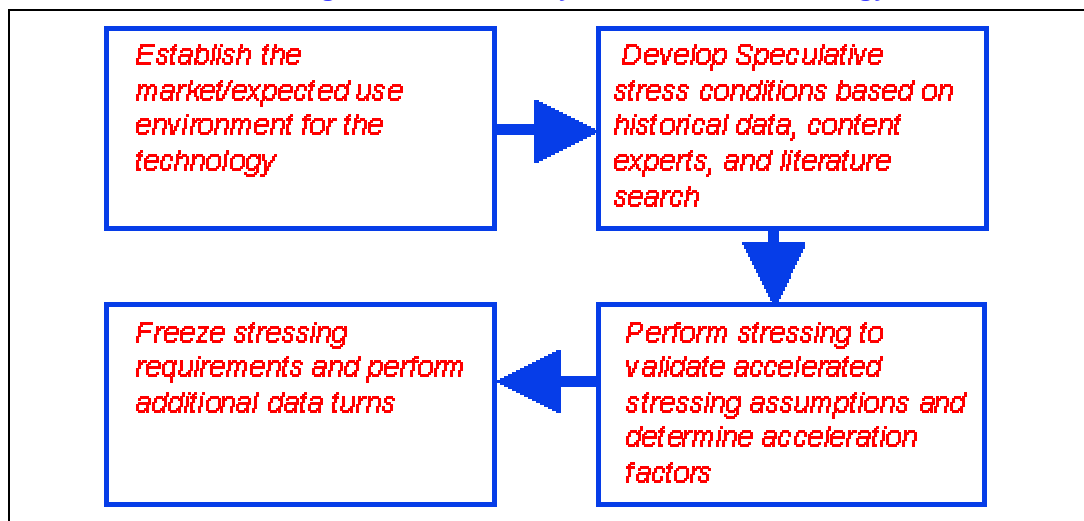 Establish the
market/expected use
environment for the
technology
Develop Speculative
stress conditions based on
historical data, content
experts, and literature
search
Perform stressing to
validate accelerated
stressing assumptions and
determine acceleration
factors
Freeze stressing
requirements and perform
additional data turns